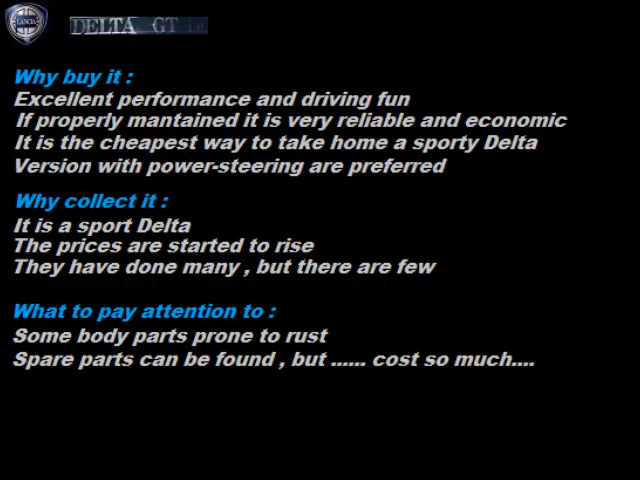 LANCIA
DELTA GT i.e.
Why buy it :
Excellent performance and driving fun
If properly mantained it is very reliable and economic
It is the cheapest way to take home a sporty Delta
Version with power-steering are preferred
Why collect it :
It is a sport Delta
The prices are started to rise
They have done many , but there are few
What to pay attention to :
Some body parts prone to rust
Spare parts can be found , but ...... cost so much....